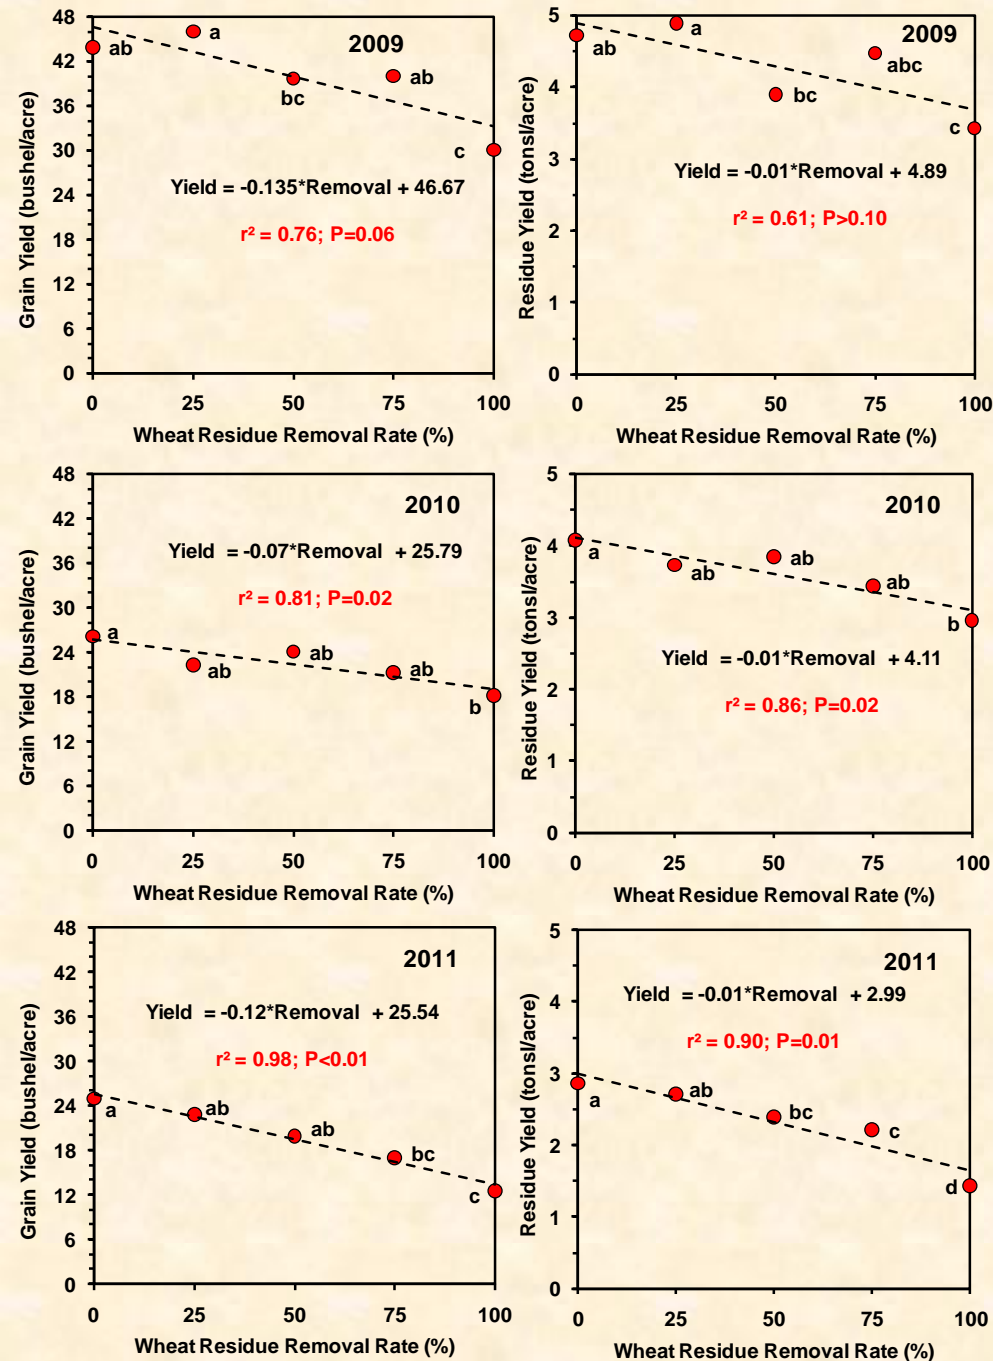 48
42
36
30
24
18
12
6
0
Grain Yield (bushel/acre)
2009
ab
a
bc
ab
c
Yield = -0.135*Removal + 46.67
r² = 0.76; P=0.06
0 25 50 75 100
Wheat Residue Removal Rate (%)
5
4
3
2
1
0
Residue Yield (tonsl/acre)
2009
ab
a
bc
abc
c
Yield = -0.01*Removal + 4.89
r² = 0.61; P>0.10
0 25 50 75 100
Wheat Residue Removal Rate (%)
48
42
36
30
24
18
12
6
0
Grain Yield (bushel/acre)
2010
Yield = -0.07*Removal + 25.79
r² = 0.81; P=0.02
a
ab
ab
ab
b
0 25 50 75 100
Wheat Residue Removal Rate (%)
5
4
3
2
1
0
Residue Yield (tonsl/acre)
2010
a
ab
ab
ab
b
Yield = -0.01*Removal + 4.11
r² = 0.86; P=0.02
0 25 50 75 100
Wheat Residue Removal Rate (%)
48
42
36
30
24
18
12
6
0
Grain Yield (bushel/acre)
2011
Yield = -0.12*Removal + 25.54
r² = 0.98; P<0.01
a
ab
ab
bc
c
0 25 50 75 100
Wheat Residue Removal Rate (%)
5
4
3
2
1
0
Residue Yield (tonsl/acre)
2011
Yield = -0.01*Removal + 2.99
r² = 0.90; P=0.01
a
ab
bc
c
d
0 25 50 75 100
Wheat Residue Removal Rate (%)